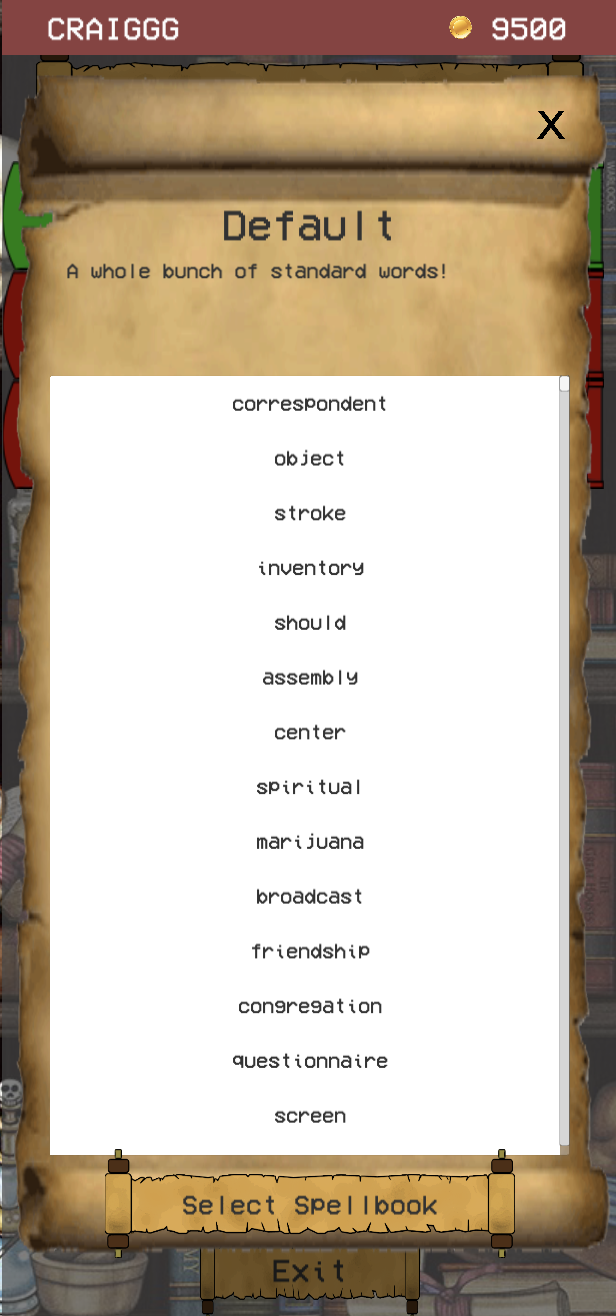 CRAIGGG 9500
X
Default
A whole bunch of standard words!
correspondent
object
stroke
inventory
should
assembly
center
spiritual
marijuana
broadcast
friendship
congregation
questionnaire
screen
Select Spellbook
Exit